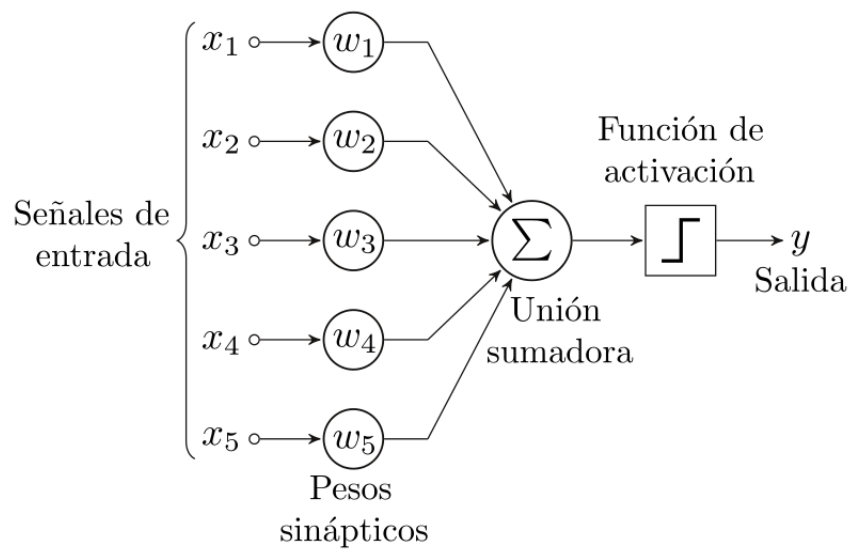 x₁
w₁
x₂
w₂
Señales de
entrada
x₃
w₃
x₄
w₄
x₅
w₅
Pesos
sinápticos
Σ
Unión
sumadora
Función de
activación
y
Salida